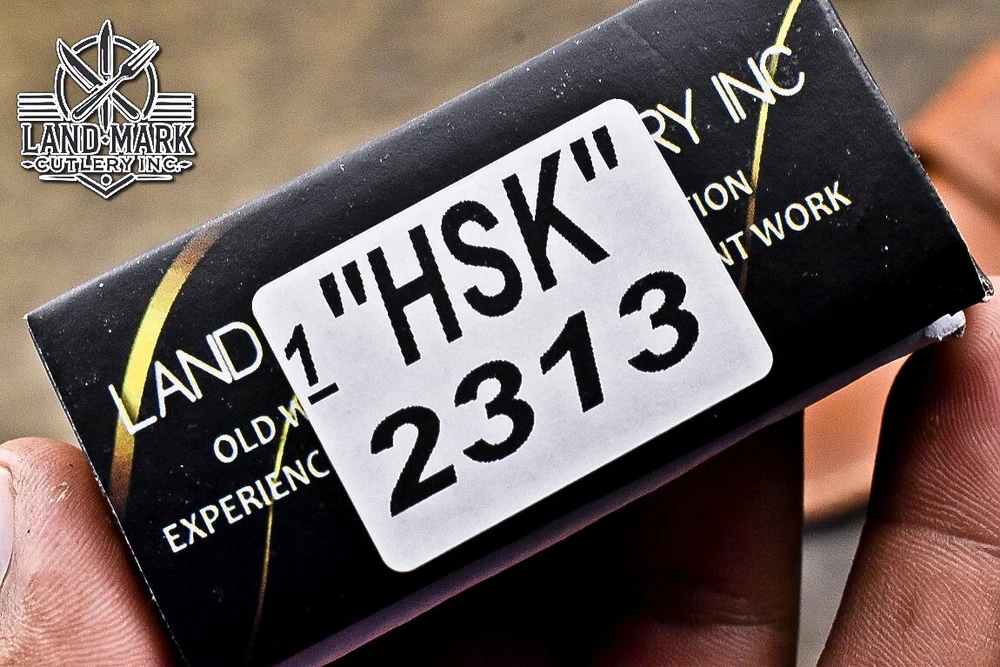 LAND MARK
CUTLERY INC.
LAND RY INC
OLD W TION
EXPERIENC NT WORK
1 "HSK"
2313